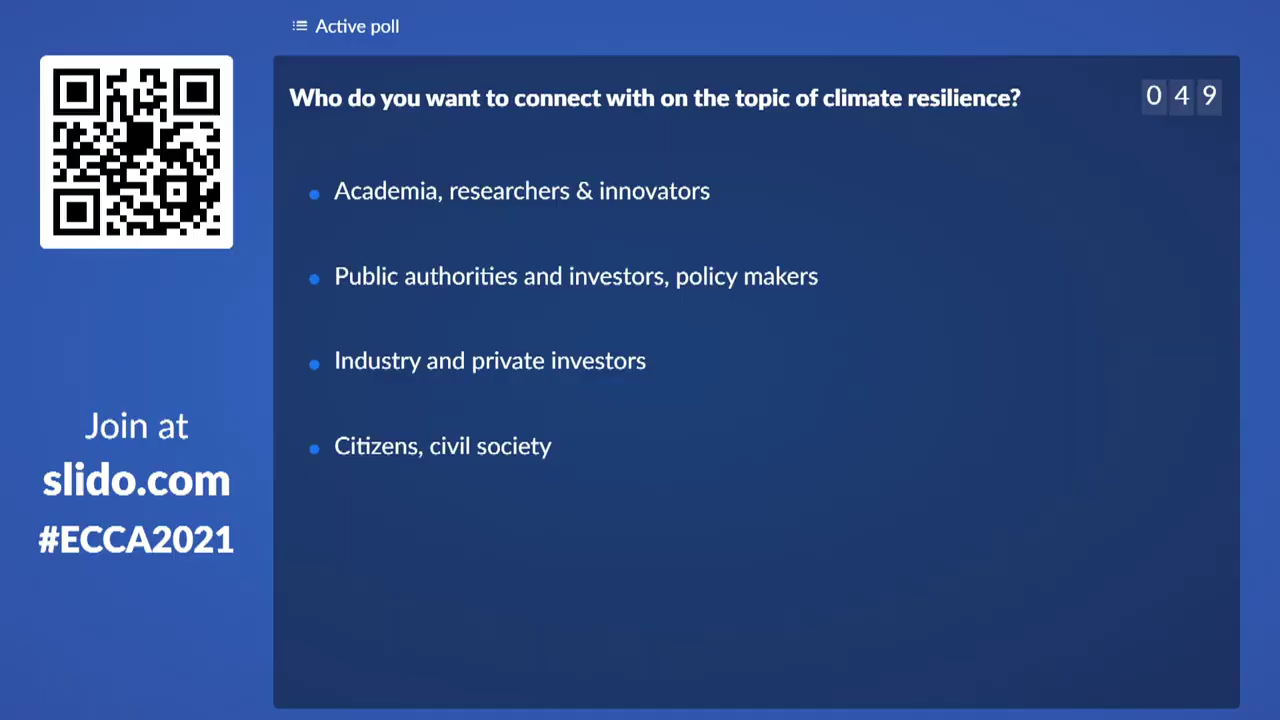 Active poll
Who do you want to connect with on the topic of climate resilience?
049
Academia, researchers & innovators
Public authorities and investors, policy makers
Industry and private investors
Citizens, civil society
Join at
slido.com
#ECCA2021